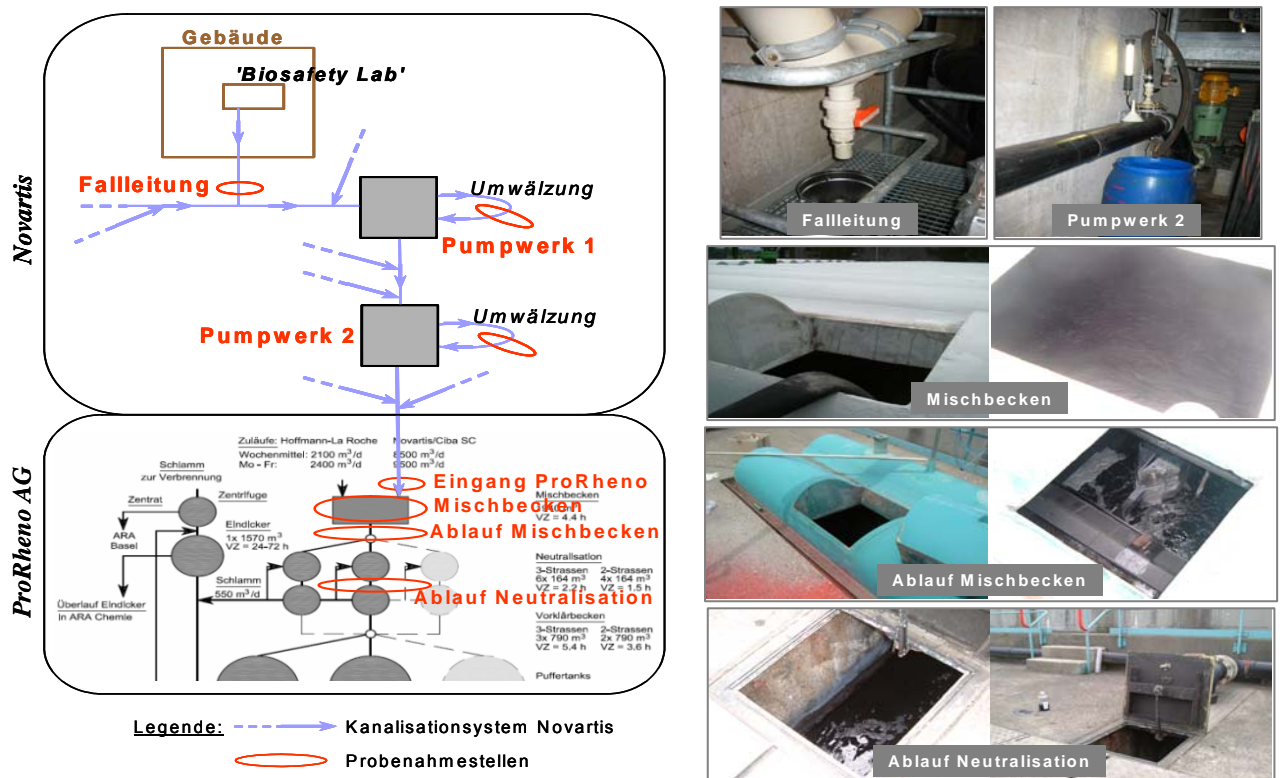 Novartis
Gebäude
'Biosafety Lab'
Fallleitung
Umwälzung
Pumpwerk 1
Umwälzung
Pumpwerk 2
ProRheno AG
Zuläufe: Hoffmann-La Roche
Novartis/Ciba SC
Wochenmittel: 2100 m³/d
8500 m³/d
Mo - Fr: 2400 m³/d
9500 m³/d
Eingang ProRheno
Mischbecken
Mischbecken
VZ = 4.4 h
Ablauf Mischbecken
Schlamm
zur Verbrennung
Zentrat
Zentrifuge
ARA
Basel
Eindicker
1x 1570 m³
VZ = 24-72 h
Schlamm
550 m³/d
Überlauf Eindicker
in ARA Chemie
Neutralisation
3-Strassen 2-Strassen
6x 164 m³ 4x 164 m³
VZ = 2.2 h VZ = 1.5 h
Ablauf Neutralisation
Vorklärbecken
3-Strassen 2-Strassen
3x 790 m³ 2x 790 m³
VZ = 5.4 h VZ = 3.6 h
Puffertanks
Legende:
Kanalisationsystem Novartis
Probenahmestellen
Fallleitung
Pumpwerk 2
Mischbecken
Ablauf Mischbecken
Ablauf Neutralisation